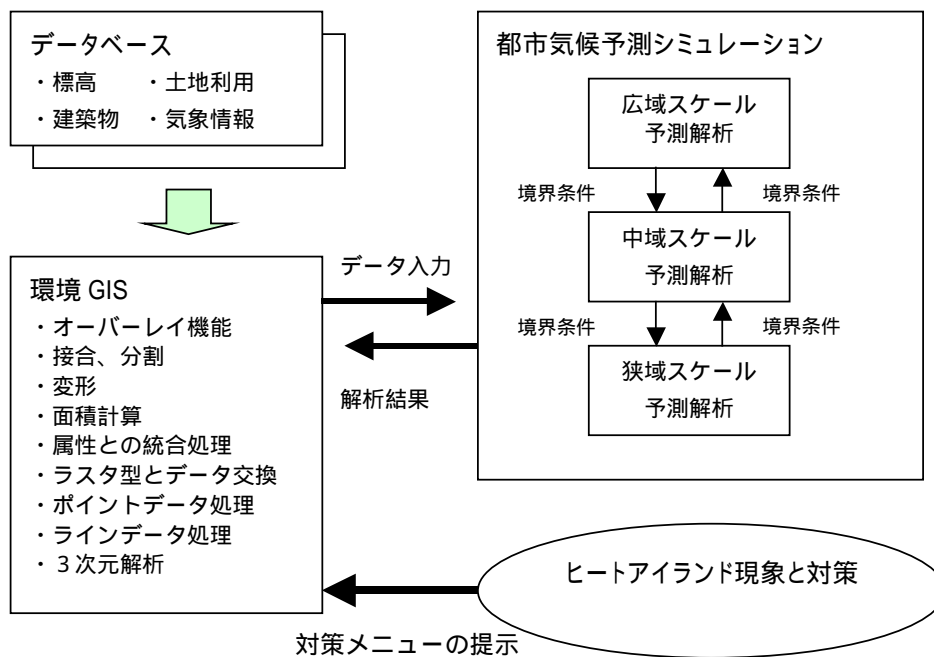 データベース
・標高　・土地利用
・建築物　・気象情報
環境 GIS
・オーバーレイ機能
・接合、分割
・変形
・面積計算
・属性との統合処理
・ラスタ型とデータ交換
・ポイントデータ処理
・ラインデータ処理
・３次元解析
データ入力
解析結果
都市気候予測シミュレーション
広域スケール
予測解析
境界条件　境界条件
中域スケール
予測解析
境界条件　境界条件
狭域スケール
予測解析
ヒートアイランド現象と対策
対策メニューの提示